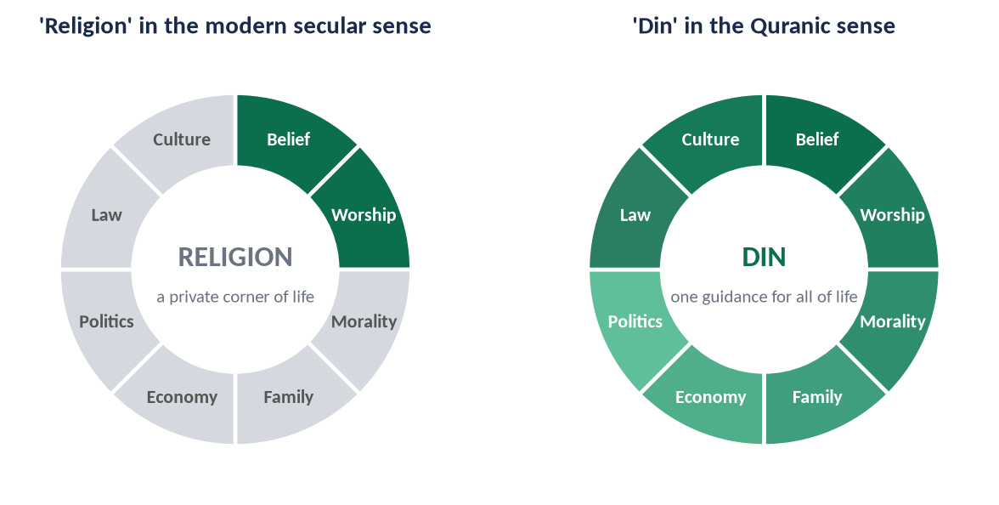 'Religion' in the modern secular sense
Culture
Belief
Law
Worship
RELIGION
a private corner of life
Politics
Morality
Economy
Family
'Din' in the Quranic sense
Culture
Belief
Law
Worship
DIN
one guidance for all of life
Politics
Morality
Economy
Family